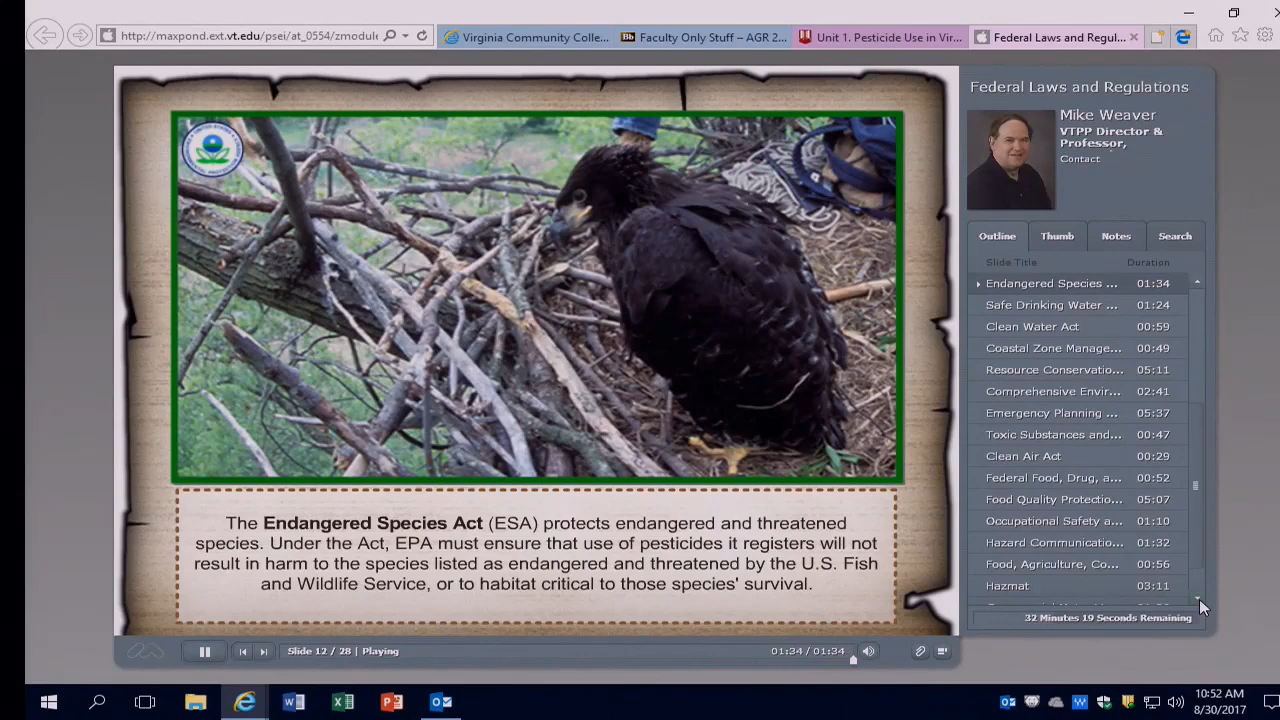 http://maxpond.ext.vt.edu/psei/at_0554/zmodule
Virginia Community Colle...
Bb Faculty Only Stuff – AGR 2...
Unit 1. Pesticide Use in Vir...
Federal Laws and Regul...
Federal Laws and Regulations
Mike Weaver
VTPP Director &
Professor,
Contact
Outline Thumb Notes Search
Slide Title Duration
Endangered Species ... 01:34
Safe Drinking Water ... 01:24
Clean Water Act 00:59
Coastal Zone Manage... 00:49
Resource Conservatio... 05:11
Comprehensive Envir... 02:41
Emergency Planning ... 05:37
Toxic Substances and... 00:47
Clean Air Act 00:29
Federal Food, Drug, a... 00:52
Food Quality Protectio... 05:07
Occupational Safety a... 01:10
Hazard Communicatio... 01:32
Food, Agriculture, Co... 00:56
Hazmat 03:11
32 Minutes 19 Seconds Remaining
The Endangered Species Act (ESA) protects endangered and threatened
species. Under the Act, EPA must ensure that use of pesticides it registers will not
result in harm to the species listed as endangered and threatened by the U.S. Fish
and Wildlife Service, or to habitat critical to those species' survival.
Slide 12 / 28 | Playing
01:34 / 01:34
10:52 AM
8/30/2017